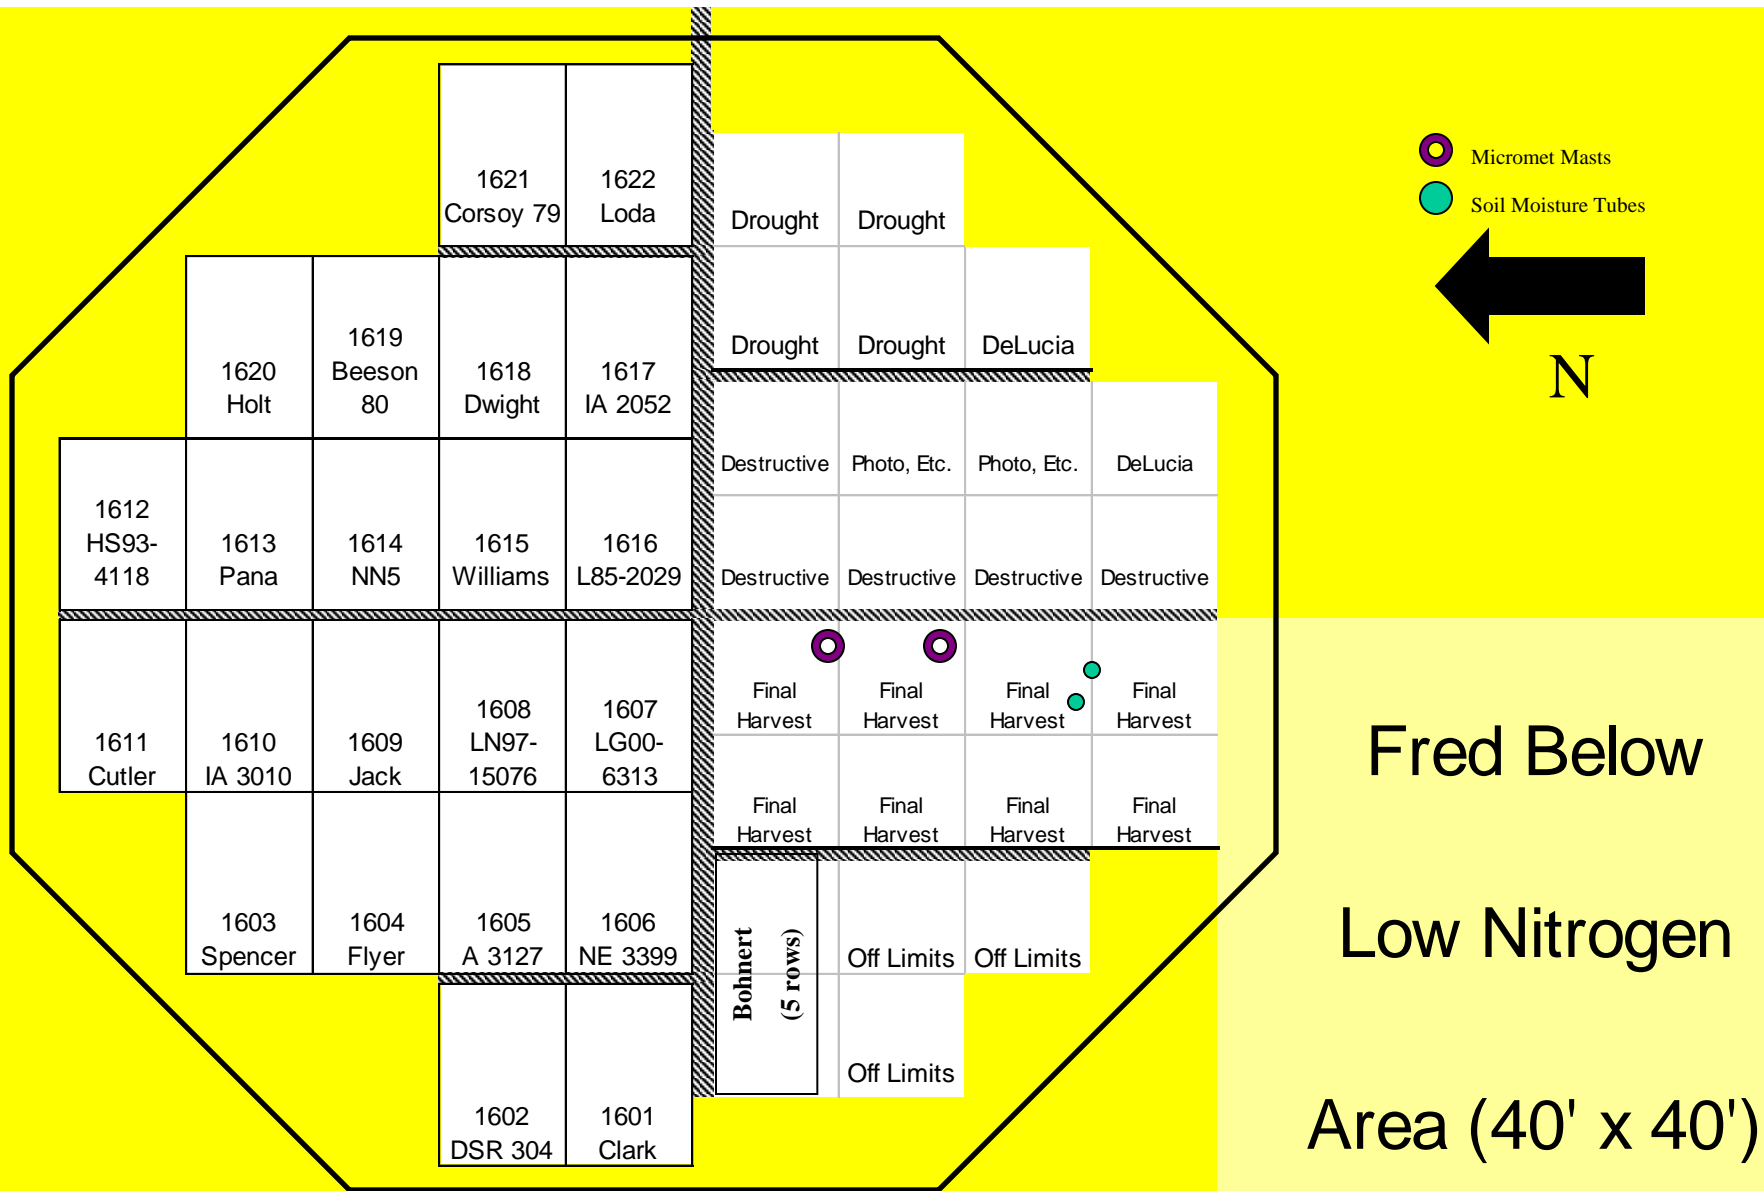 1621
Corsoy 79
1622
Loda
Drought
Drought
Micromet Masts
Soil Moisture Tubes
N
1620
Holt
1619
Beeson
80
1618
Dwight
1617
IA 2052
Drought
Drought
DeLucia
1612
HS93-
4118
1613
Pana
1614
NN5
1615
Williams
1616
L85-2029
Destructive
Photo, Etc.
Photo, Etc.
DeLucia
Destructive
Destructive
Destructive
Destructive
1611
Cutler
1610
IA 3010
1609
Jack
1608
LN97-
15076
1607
LG00-
6313
Final
Harvest
Final
Harvest
Final
Harvest
Final
Harvest
Final
Harvest
Final
Harvest
Final
Harvest
Final
Harvest
1603
Spencer
1604
Flyer
1605
A 3127
1606
NE 3399
Bohnert
(5 rows)
Off Limits
Off Limits
Off Limits
1602
DSR 304
1601
Clark
Fred Below
Low Nitrogen
Area (40' x 40')